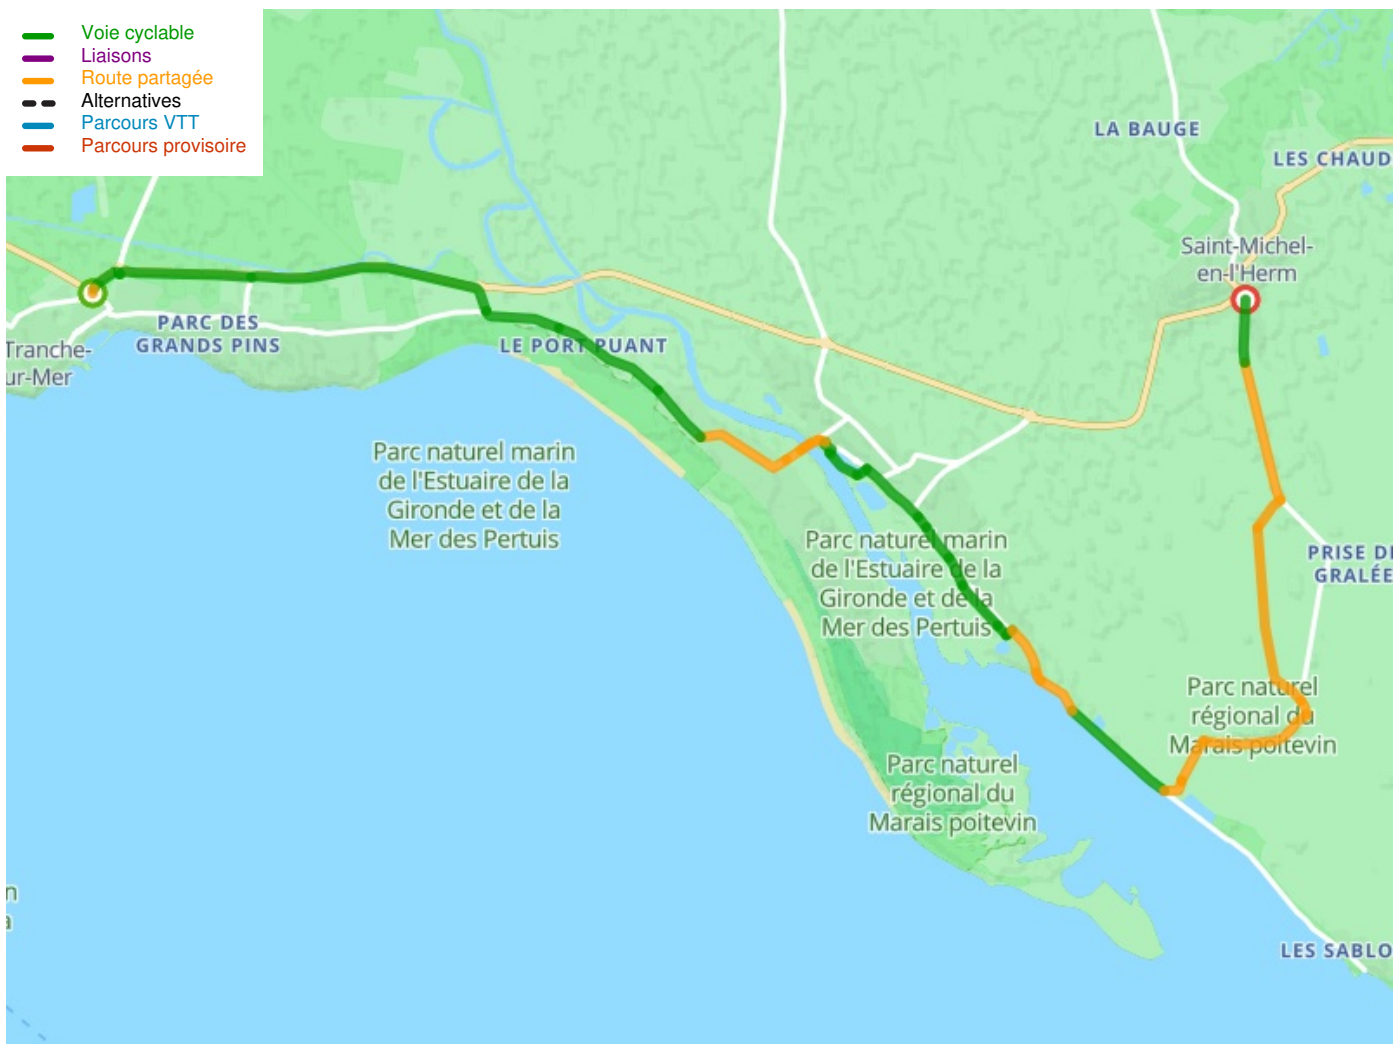 Voie cyclable
Liaisons
Route partagée
Alternatives
Parcours VTT
Parcours provisoire
LA BAUGE
LES CHAUD
Saint-Michel-
en-l'Herm
PARC DES
GRANDS PINS
Tranche-
ur-Mer
LE PORT PUANT
Parc naturel marin
de l'Estuaire de la
Gironde et de la
Mer des Pertuis
Parc naturel marin
de l'Estuaire de la
Gironde et de la
Mer des Pertuis
PRISE DE
GRALÉE
Parc naturel
régional du
Marais poitevin
Parc naturel
régional du
Marais poitevin
n
a
LES SABLO